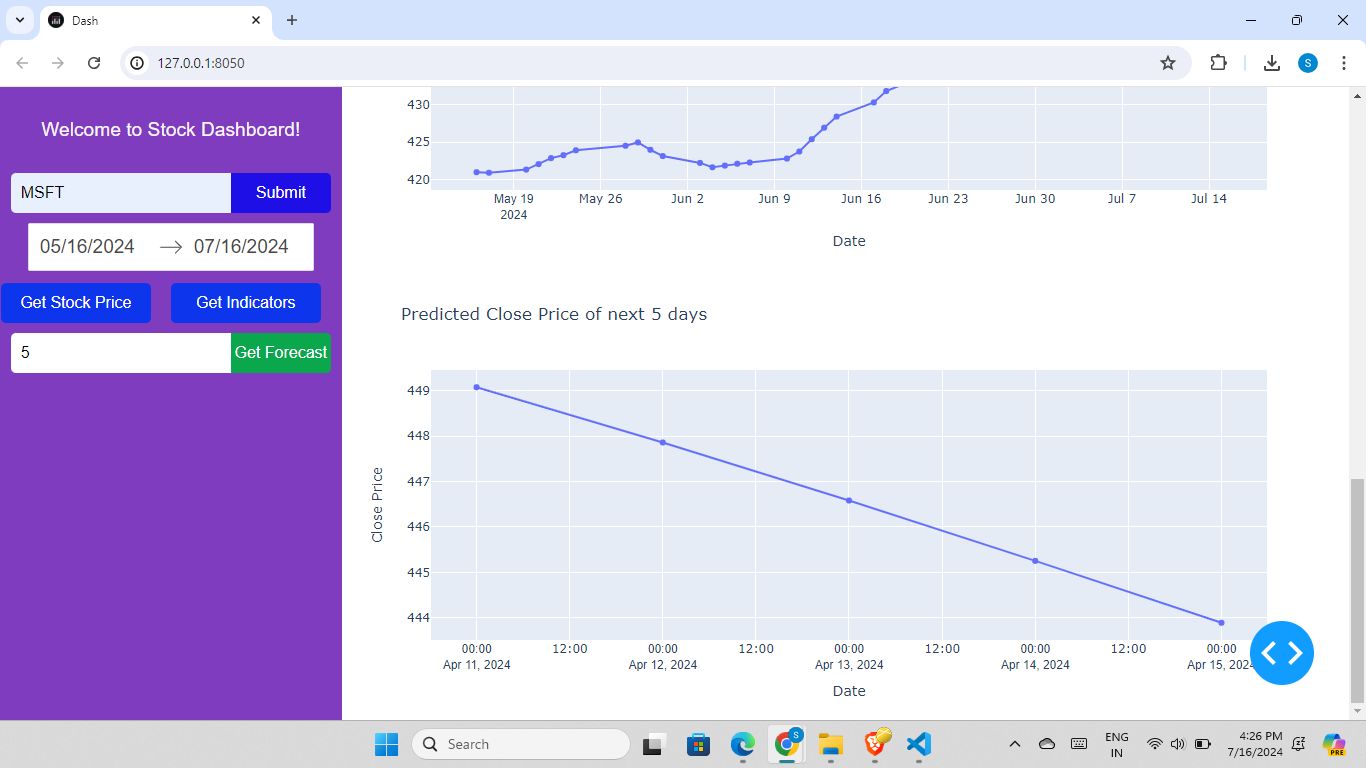 Dash
127.0.0.1:8050
S
Welcome to Stock Dashboard!
MSFT
Submit
05/16/2024
07/16/2024
Get Stock Price
Get Indicators
5
Get Forecast
430
425
420
May 19
2024
May 26
Jun 2
Jun 9
Jun 16
Jun 23
Jun 30
Jul 7
Jul 14
Date
Predicted Close Price of next 5 days
Close Price
449
448
447
446
445
444
00:00
Apr 11, 2024
12:00
00:00
Apr 12, 2024
12:00
00:00
Apr 13, 2024
12:00
00:00
Apr 14, 2024
12:00
00:00
Apr 15, 2024
Date
Search
S
ENG
IN
4:26 PM
7/16/2024
PRE